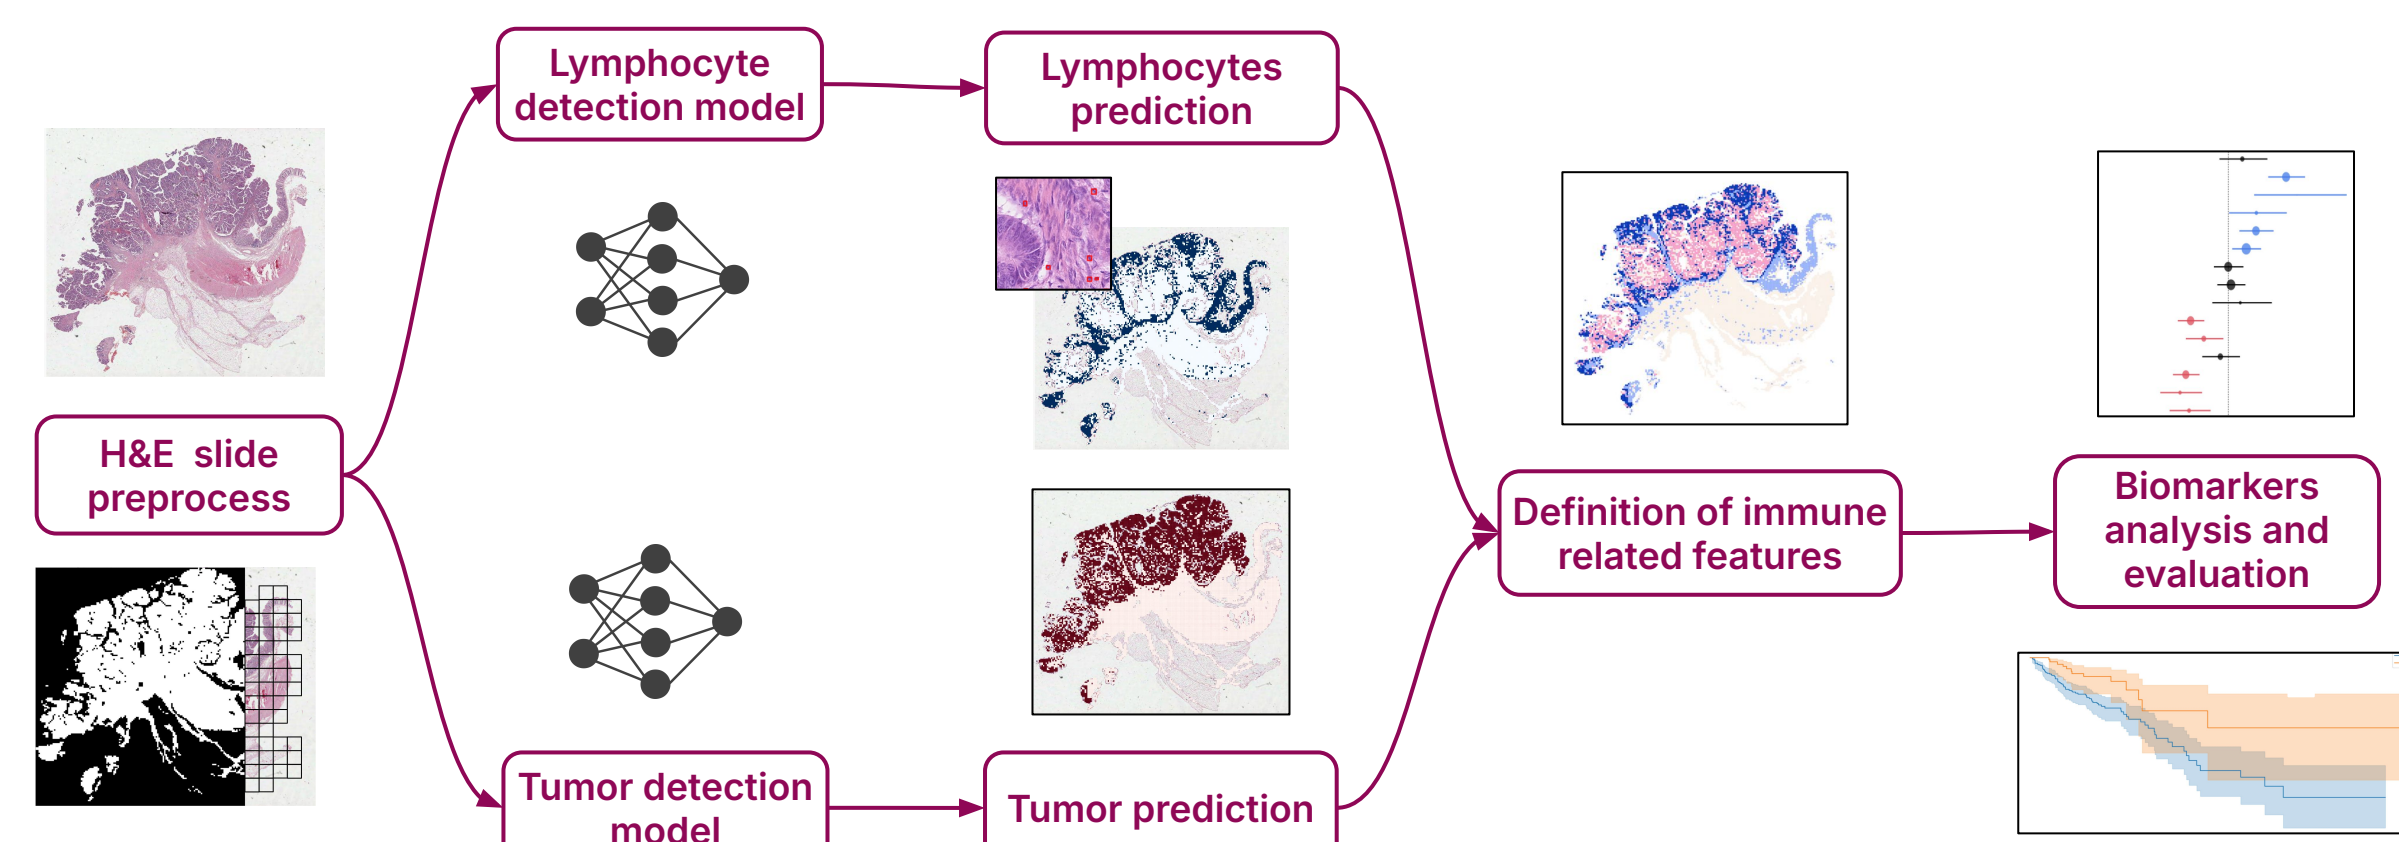 Lymphocyte
detection model
Lymphocytes
prediction
H&E slide
preprocess
Definition of immune
related features
Biomarkers
analysis and
evaluation
Tumor detection
model
Tumor prediction